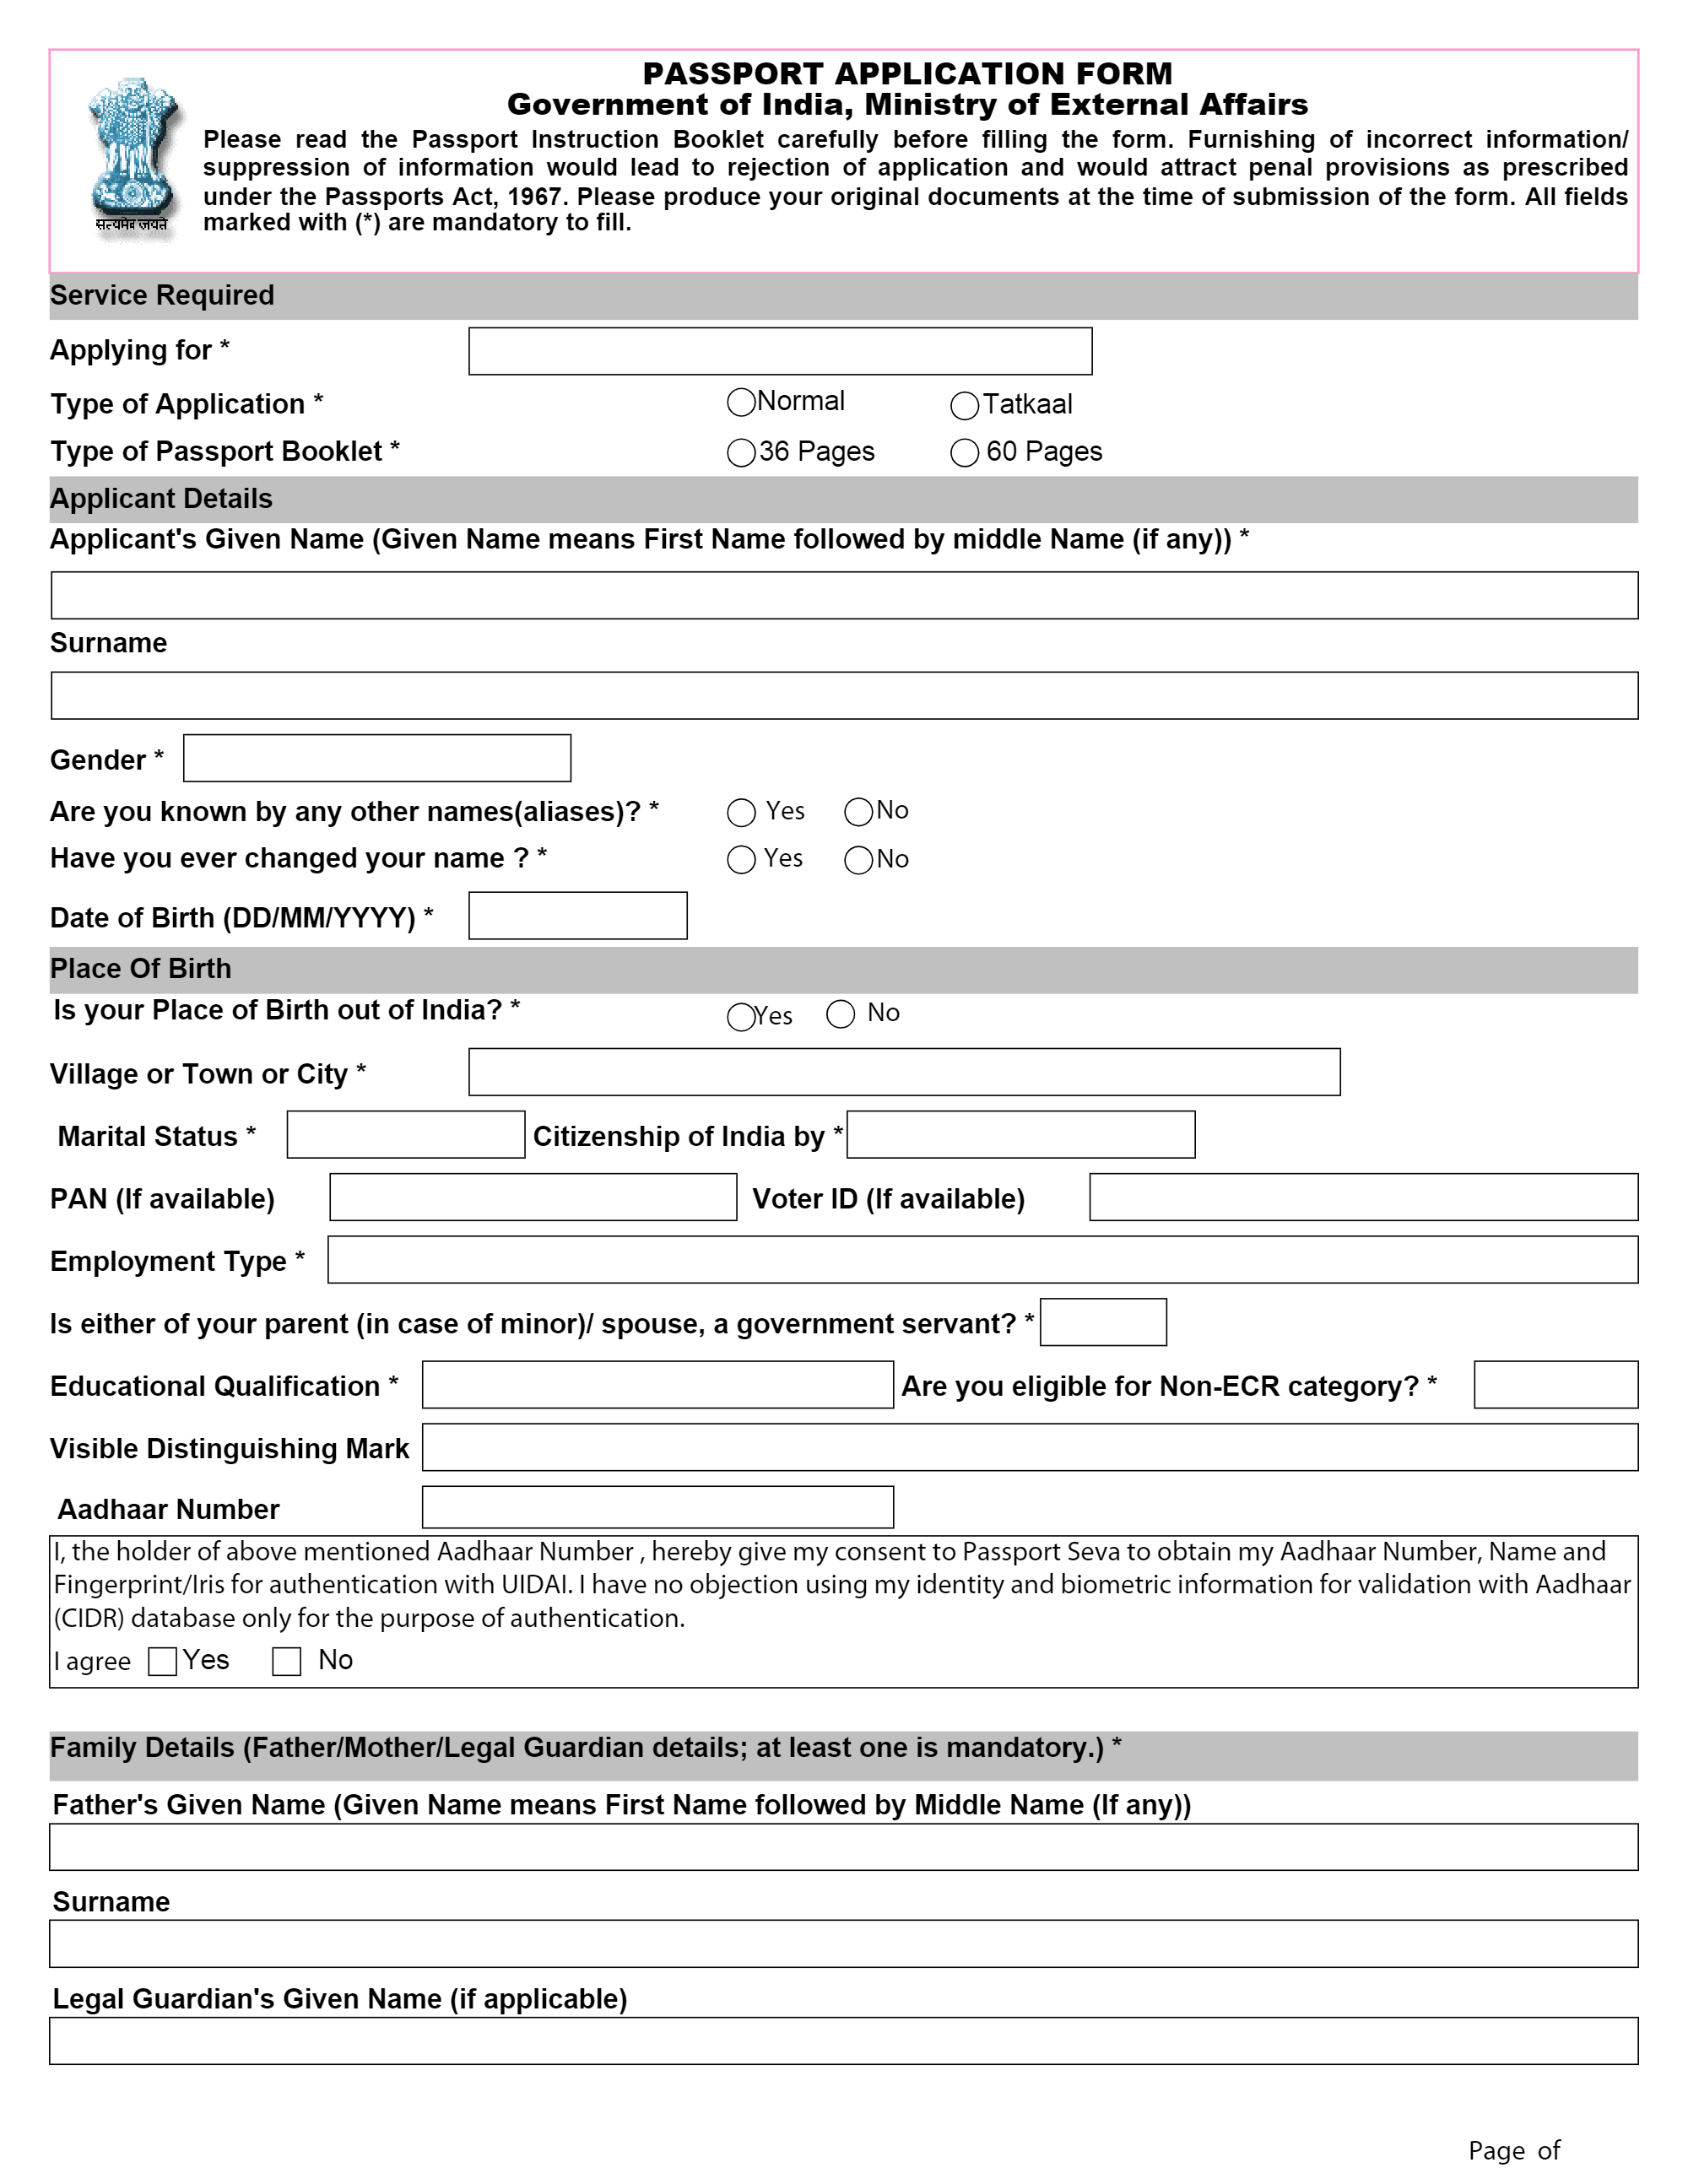 PASSPORT APPLICATION FORM
Government of India, Ministry of External Affairs
Please read the Passport Instruction Booklet carefully before filling the form. Furnishing of incorrect information/
suppression of information would lead to rejection of application and would attract penal provisions as prescribed
under the Passports Act, 1967. Please produce your original documents at the time of submission of the form. All fields
marked with (*) are mandatory to fill.
सत्यमेव जयते
Service Required
Applying for *
Type of Application * Normal Tatkaal
Type of Passport Booklet * 36 Pages 60 Pages
Applicant Details
Applicant's Given Name (Given Name means First Name followed by middle Name (if any)) *
Surname
Gender *
Are you known by any other names(aliases)? * Yes No
Have you ever changed your name ? * Yes No
Date of Birth (DD/MM/YYYY) *
Place Of Birth
Is your Place of Birth out of India? * Yes No
Village or Town or City *
Marital Status * Citizenship of India by *
PAN (If available) Voter ID (If available)
Employment Type *
Is either of your parent (in case of minor)/ spouse, a government servant? *
Educational Qualification * Are you eligible for Non-ECR category? *
Visible Distinguishing Mark
Aadhaar Number
I, the holder of above mentioned Aadhaar Number , hereby give my consent to Passport Seva to obtain my Aadhaar Number, Name and
Fingerprint/Iris for authentication with UIDAI. I have no objection using my identity and biometric information for validation with Aadhaar
(CIDR) database only for the purpose of authentication.
I agree Yes No
Family Details (Father/Mother/Legal Guardian details; at least one is mandatory.) *
Father's Given Name (Given Name means First Name followed by Middle Name (If any))
Surname
Legal Guardian's Given Name (if applicable)
Page of